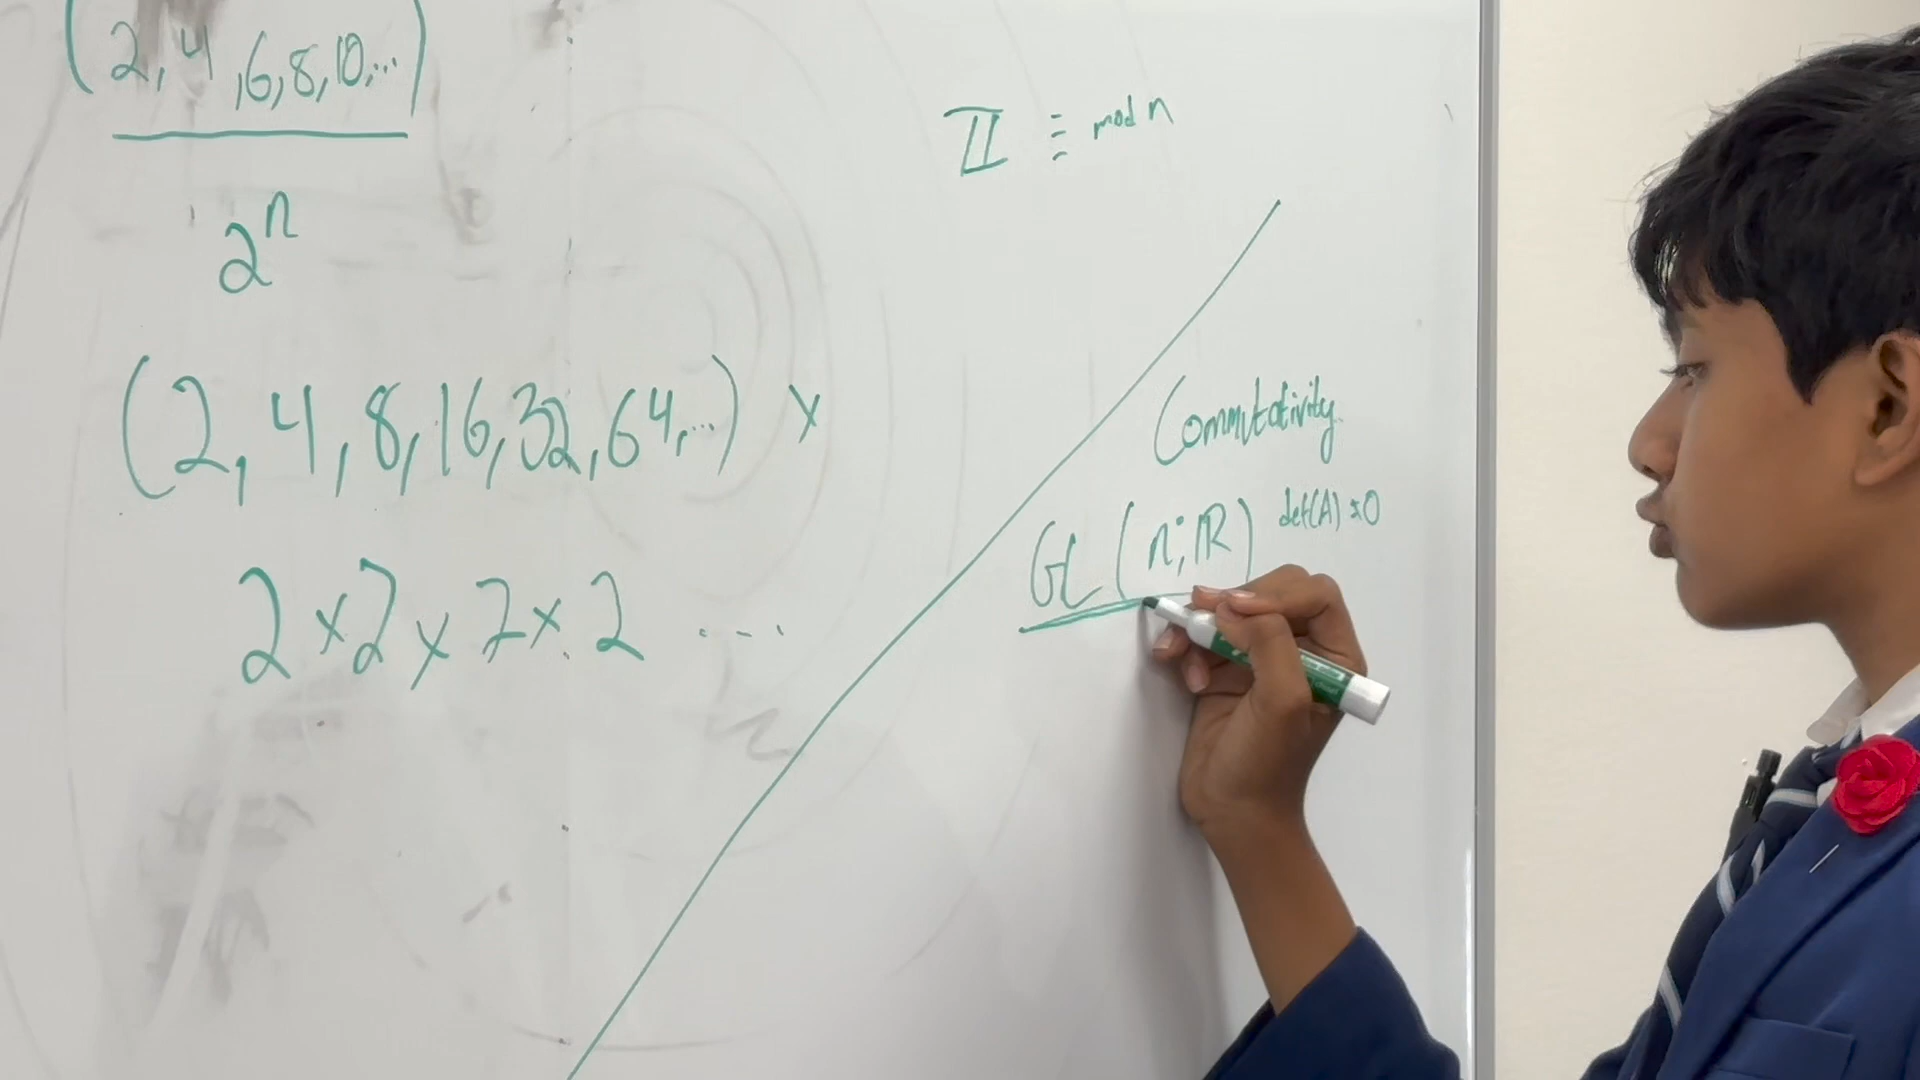 (2, 4, 6, 8, 10, ...)
2ⁿ
(2, 4, 8, 16, 32, 64, ...) ×
2 × 2 × 2 × 2 ...
≡ mod n
Commutativity
GL (n; R) det(A) ≠ 0